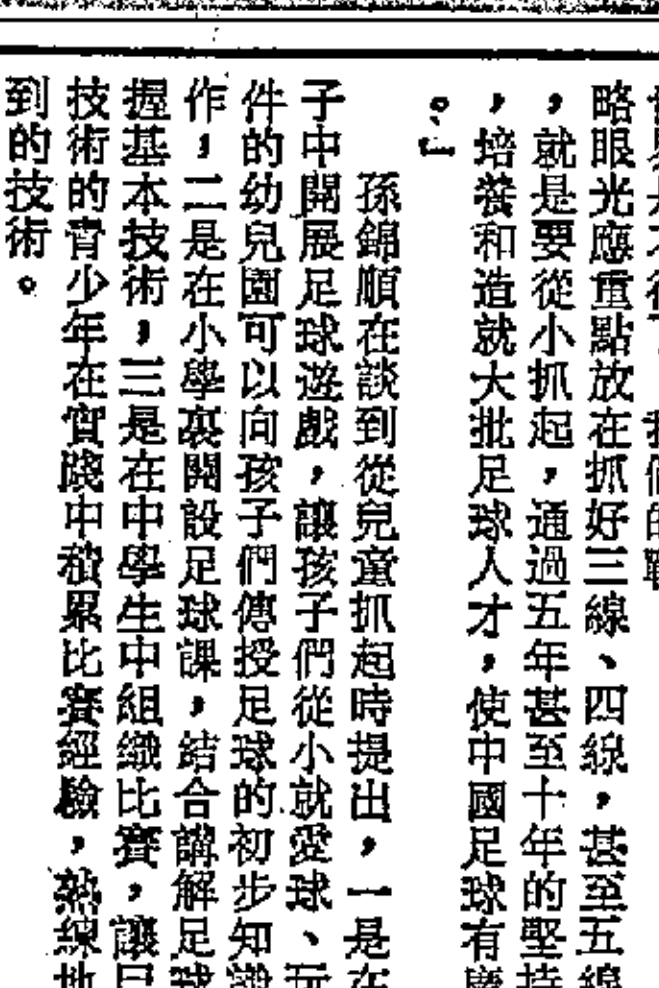 略眼光應重點放在抓好三線、四線，甚至五線
，就是要從小抓起，通過五年甚至十年的堅持
，培養和造就大批足球人才，使中國足球有
。」
孫錦順在談到從兒童抓起時提出，一是在
子中開展足球遊戲，讓孩子們從小就愛球、玩
件的幼兒園可以向孩子們傳授足球的初步知識
作，二是在小學裏開設足球課，結合講解足球
握基本技術，三是在中學生中組織比賽，讓
技術的青少年在實踐中積累比賽經驗，熟練地
到的技術。